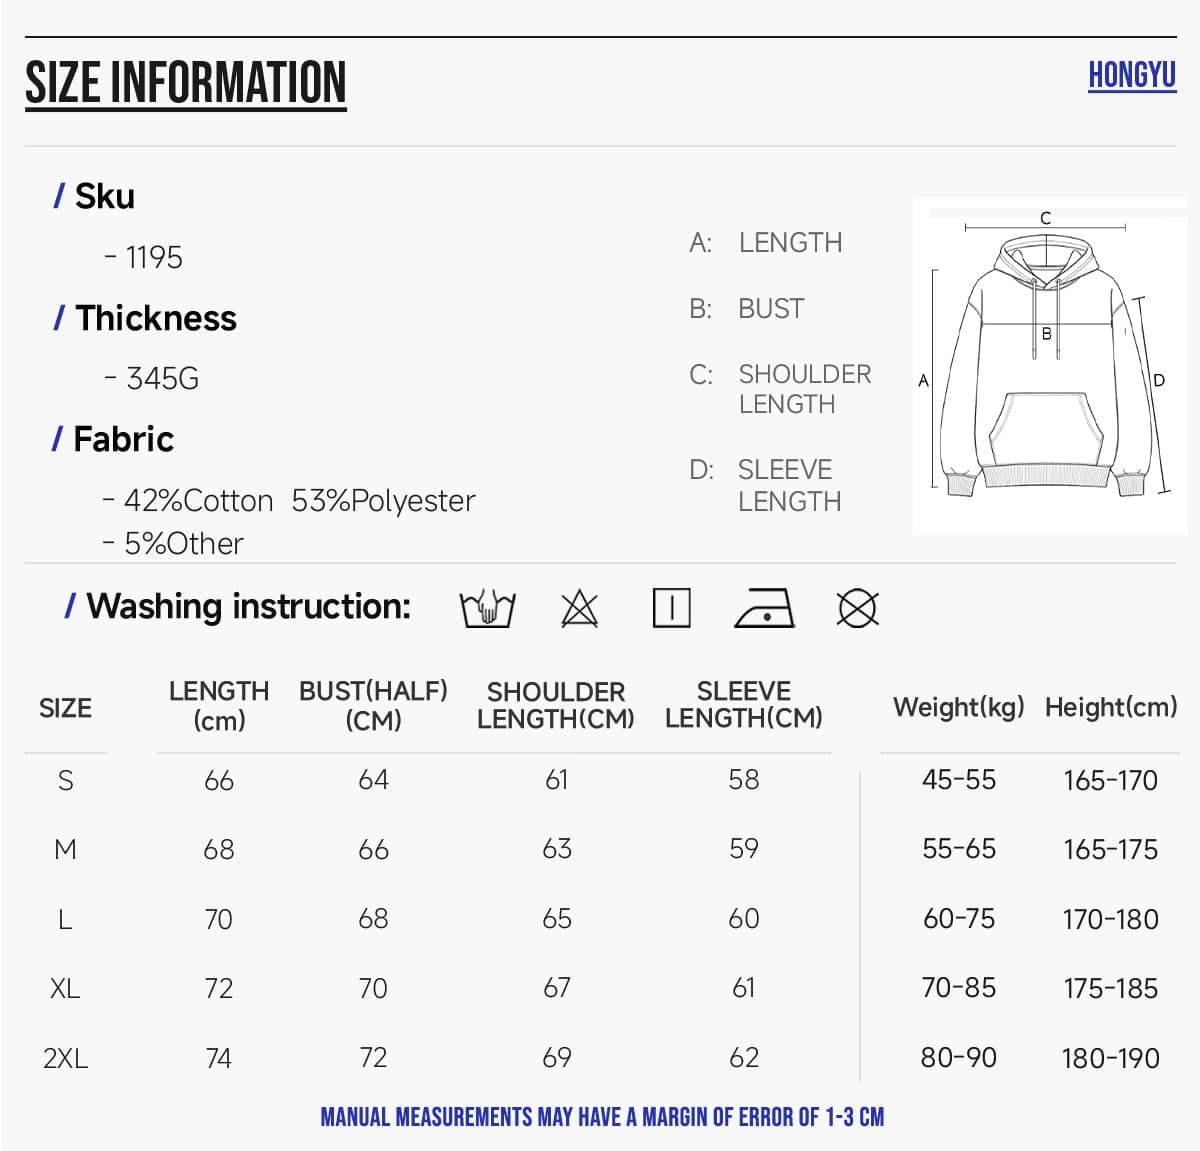 SIZE INFORMATION
HONGYU
/ Sku
- 1195
/ Thickness
- 345G
/ Fabric
- 42%Cotton 53%Polyester
- 5%Other
A: LENGTH
B: BUST
C: SHOULDER
LENGTH
D: SLEEVE
LENGTH
C
B
A
D
/ Washing instruction:
SIZE LENGTH (cm) BUST(HALF) (CM) SHOULDER LENGTH(CM) SLEEVE LENGTH(CM) Weight(kg) Height(cm)
S 66 64 61 58 45-55 165-170
M 68 66 63 59 55-65 165-175
L 70 68 65 60 60-75 170-180
XL 72 70 67 61 70-85 175-185
2XL 74 72 69 62 80-90 180-190
MANUAL MEASUREMENTS MAY HAVE A MARGIN OF ERROR OF 1-3 CM